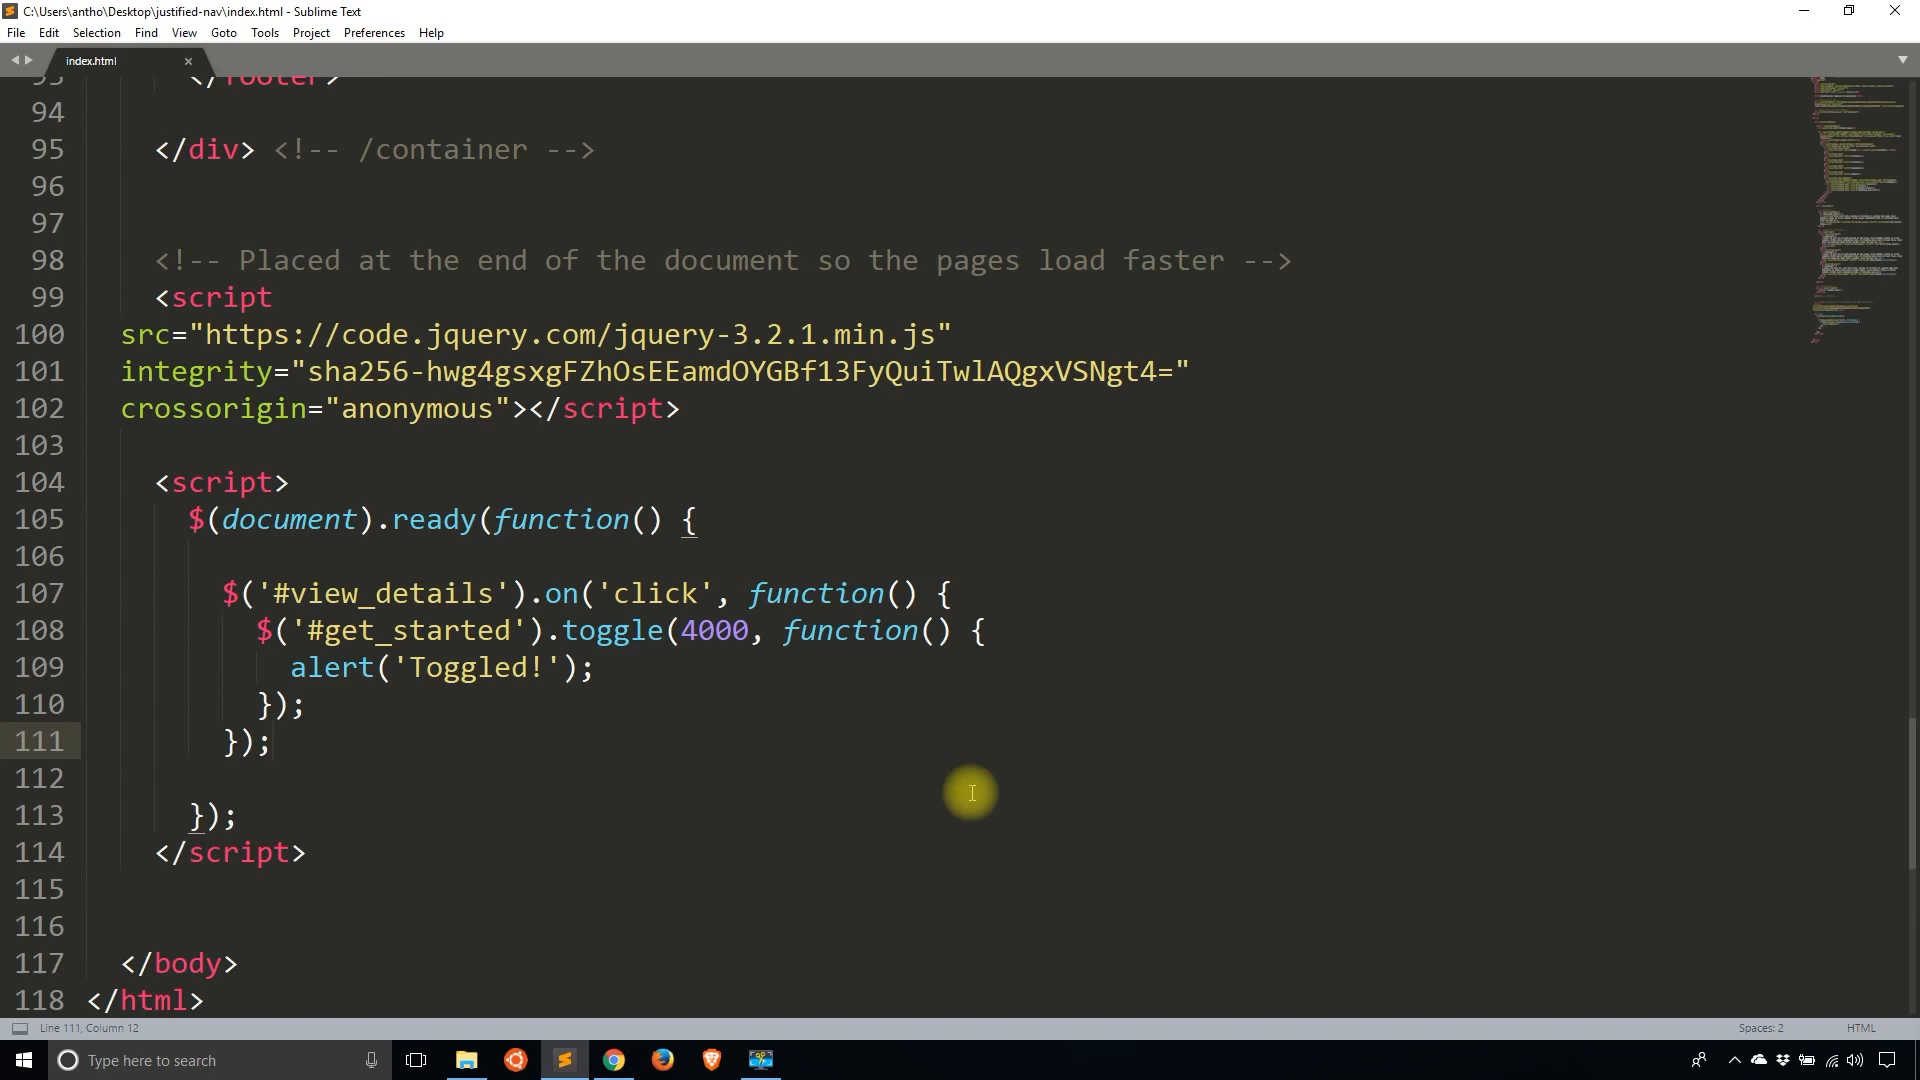 C:\Users\antho\Desktop\justified-nav\index.html - Sublime Text
File Edit Selection Find View Goto Tools Project Preferences Help
index.html
93 </footer>
94
95 </div> <!-- /container -->
96
97
98 <!-- Placed at the end of the document so the pages load faster -->
99 <script
100 src="https://code.jquery.com/jquery-3.2.1.min.js"
101 integrity="sha256-hwg4gsxgFZhOsEEamdOYGBf13FyQuiTwlAQgxVSNgt4="
102 crossorigin="anonymous"></script>
103
104 <script>
105 $(document).ready(function() {
106
107 $('#view_details').on('click', function() {
108 $('#get_started').toggle(4000, function() {
109 alert('Toggled!');
110 });
111 });
112
113 });
114 </script>
115
116
117 </body>
118 </html>
Line 111, Column 12
Spaces: 2
HTML
Type here to search